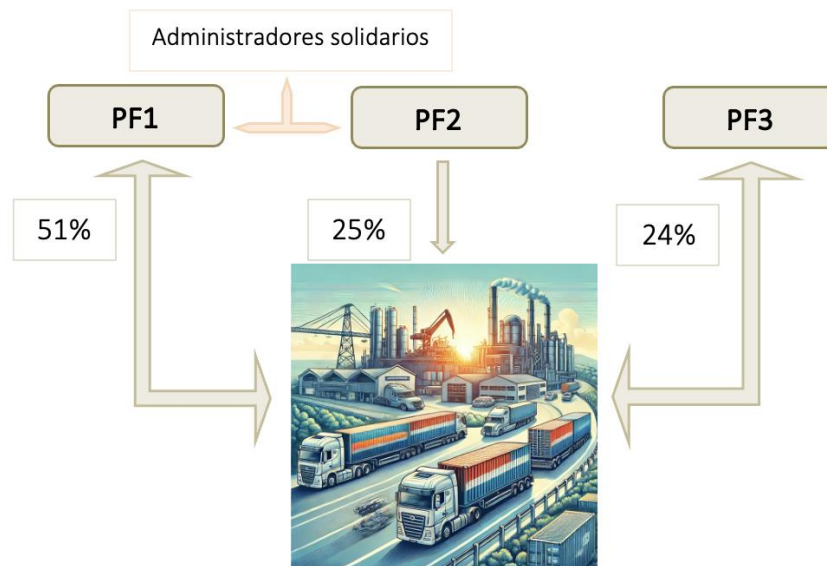 Administradores solidarios
PF1
PF2
PF3
51%
25%
24%